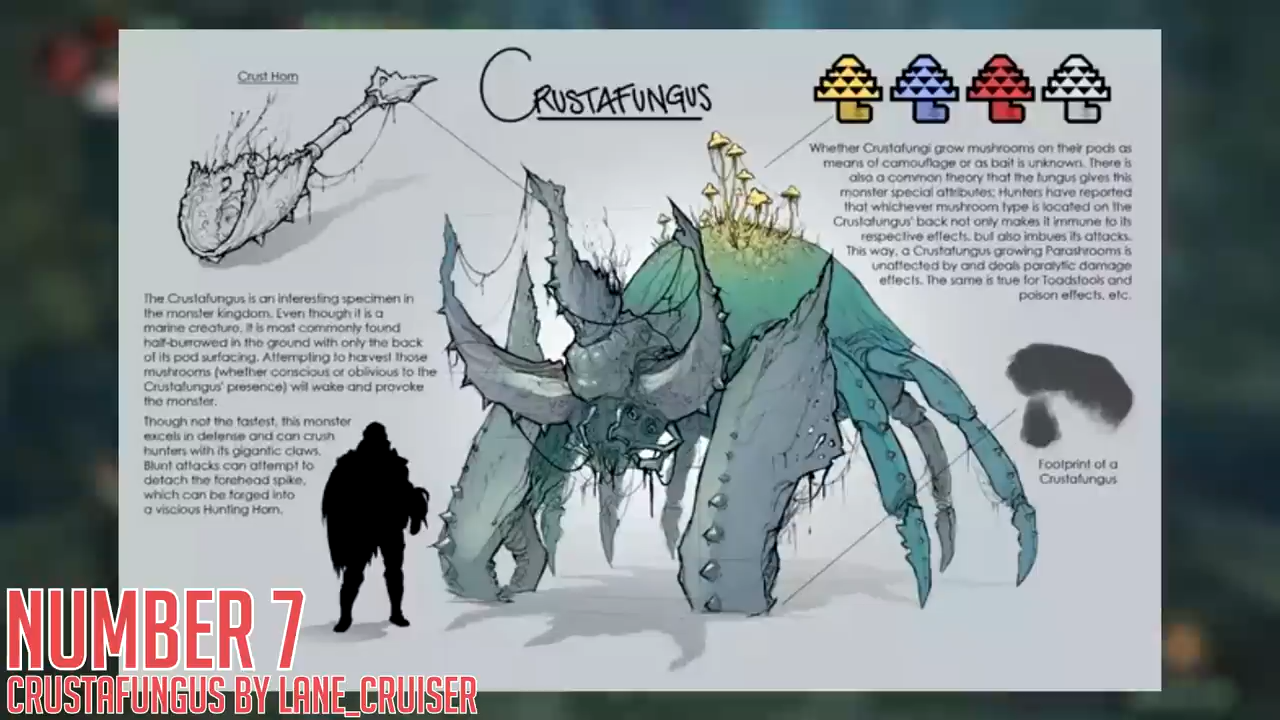 Crust Horn
CRUSTAFUNGUS
Whether Crustafungi grow mushrooms on their pods as
means of camouflage or as bait is unknown. There is
also a common theory that the fungus gives this
monster special attributes; Hunters have reported
that whichever mushroom type is located on the
Crustafungus' back not only makes it immune to its
respective effects, but also imbues its attacks.
This way, a Crustafungus growing Parashrooms is
unaffected by and deals paralytic damage
effects. The same is true for Toadstools and
poison effects, etc.
The Crustafungus is an interesting specimen in
the monster kingdom. Even though it is a
marine creature, it is most commonly found
half-burrowed in the ground with only the back
of its pod surfacing. Attempting to harvest those
mushrooms (whether conscious or oblivious to the
Crustafungus' presence) will wake and provoke
the monster.
Though not the fastest, this monster
excels in defense and can crush
hunters with its gigantic claws.
Blunt attacks can attempt to
detach the forehead spike,
which can be forged into
a viscious Hunting Horn.
Footprint of a
Crustafungus
NUMBER 7
CRUSTAFUNGUS BY LANE_CRUISER